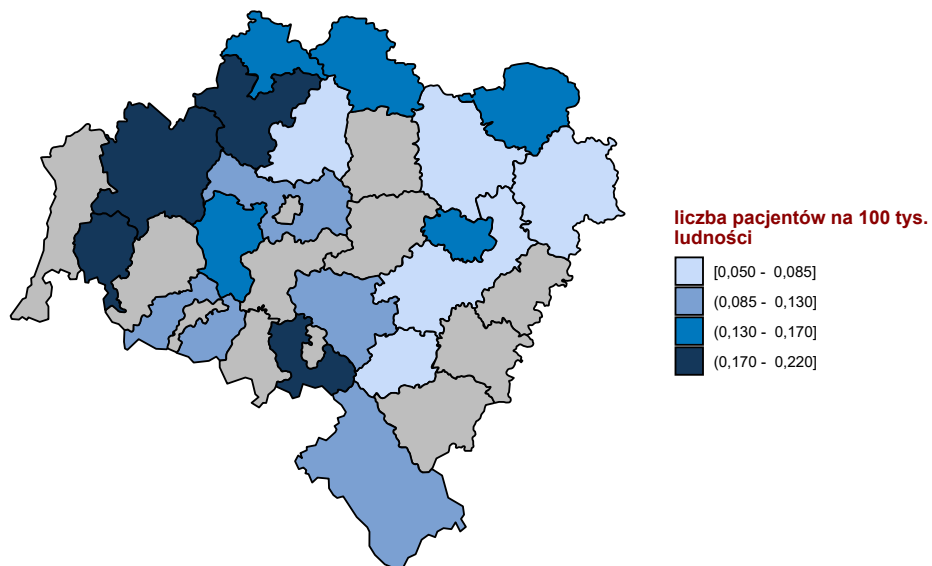 liczba pacjentów na 100 tys.
ludności
[0,050 - 0,085]
(0,085 - 0,130]
(0,130 - 0,170]
(0,170 - 0,220]